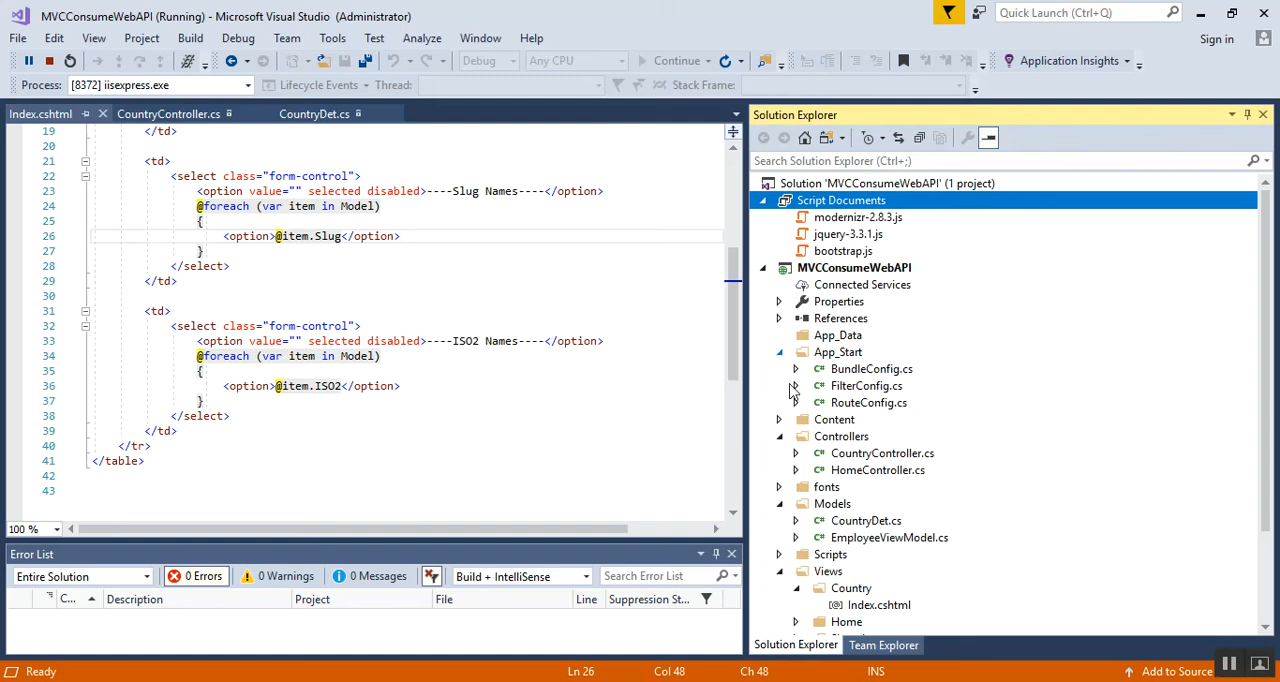 MVCConsumeWebAPI (Running) - Microsoft Visual Studio (Administrator)
Quick Launch (Ctrl+Q)
File Edit View Project Build Debug Team Tools Test Analyze Window Help
Sign in
Debug Any CPU Continue Application Insights
Process: [8372] iisexpress.exe Lifecycle Events Thread: Stack Frame:
Index.cshtml CountryController.cs CountryDet.cs
19 </td>
20
21 <td>
22 <select class="form-control">
23 <option value="" selected disabled>----Slug Names----</option>
24 @foreach (var item in Model)
25 {
26 <option>@item.Slug</option>
27 }
28 </select>
29 </td>
30
31 <td>
32 <select class="form-control">
33 <option value="" selected disabled>----ISO2 Names----</option>
34 @foreach (var item in Model)
35 {
36 <option>@item.ISO2</option>
37 }
38 </select>
39 </td>
40 </tr>
41 </table>
42
43
100 %
Error List
Entire Solution 0 Errors 0 Warnings 0 Messages Build + IntelliSense Search Error List
C... Description Project File Line Suppression St...
Solution Explorer
Search Solution Explorer (Ctrl+;)
Solution 'MVCConsumeWebAPI' (1 project)
Script Documents
modernizr-2.8.3.js
jquery-3.3.1.js
bootstrap.js
MVCConsumeWebAPI
Connected Services
Properties
References
App_Data
App_Start
C# BundleConfig.cs
C# FilterConfig.cs
C# RouteConfig.cs
Content
Controllers
C# CountryController.cs
C# HomeController.cs
fonts
Models
C# CountryDet.cs
C# EmployeeViewModel.cs
Scripts
Views
Country
[@] Index.cshtml
Home
Solution Explorer Team Explorer
Ready Ln 26 Col 48 Ch 48 INS Add to Source